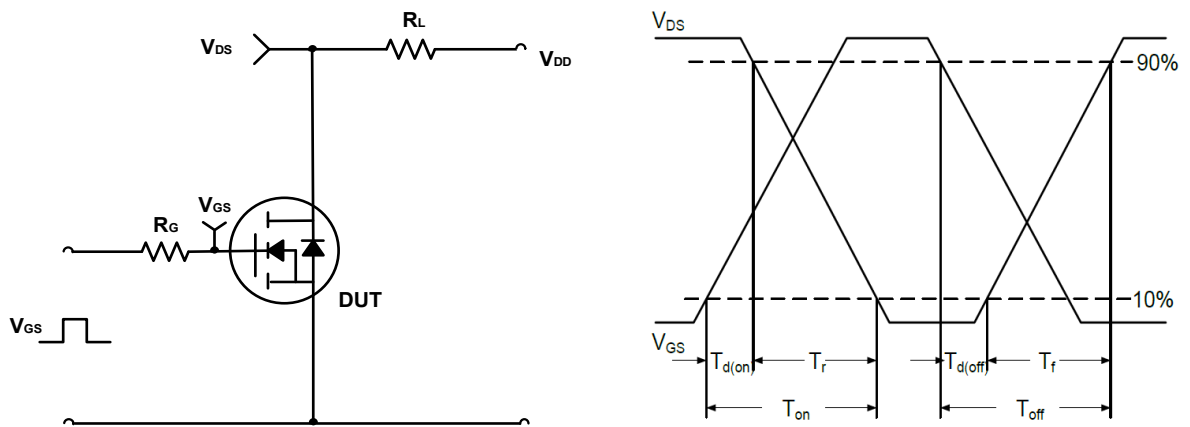 RL
VDS
VDD
VGS
RG
DUT
VGS
VDS
90%
10%
VGS
Td(on)
Tr
Td(off)
Tf
Ton
Toff